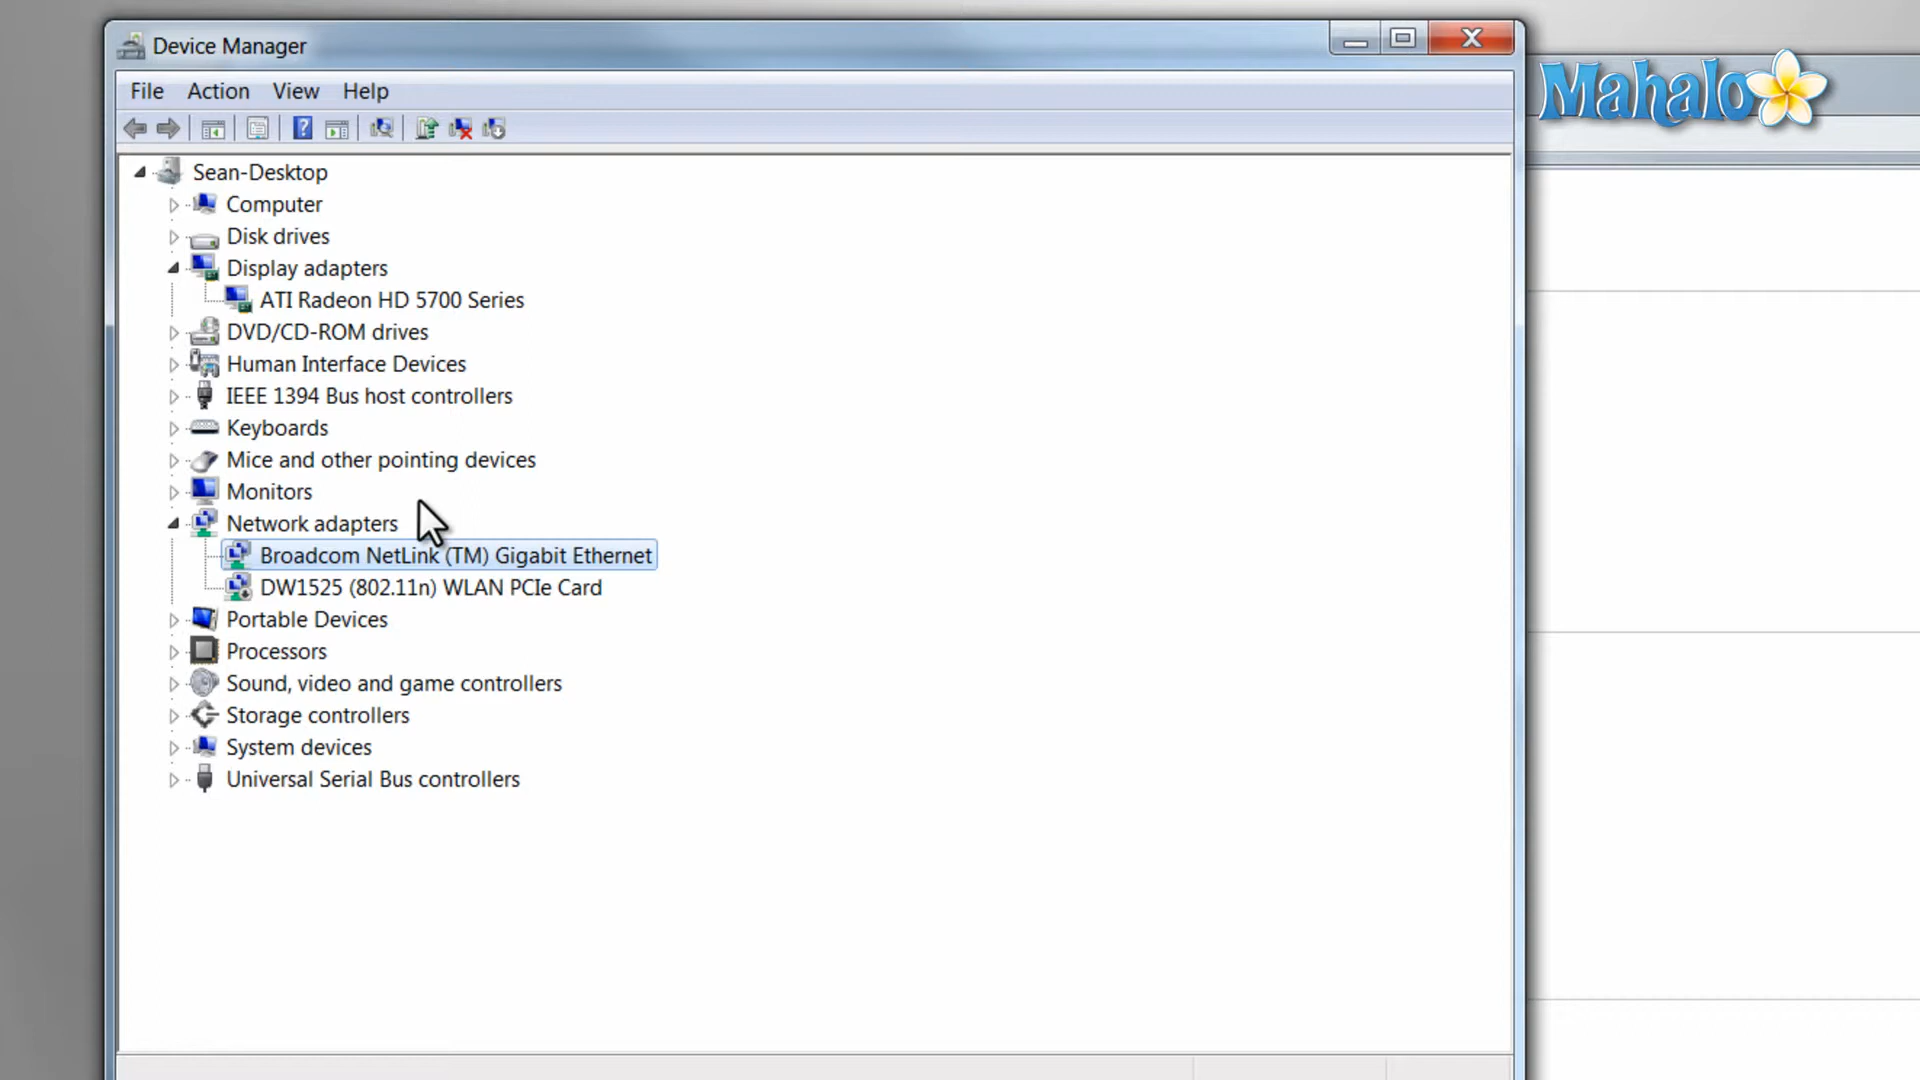 Device Manager
Mahalo
File Action View Help
Sean-Desktop
Computer
Disk drives
Display adapters
ATI Radeon HD 5700 Series
DVD/CD-ROM drives
Human Interface Devices
IEEE 1394 Bus host controllers
Keyboards
Mice and other pointing devices
Monitors
Network adapters
Broadcom NetLink (TM) Gigabit Ethernet
DW1525 (802.11n) WLAN PCIe Card
Portable Devices
Processors
Sound, video and game controllers
Storage controllers
System devices
Universal Serial Bus controllers